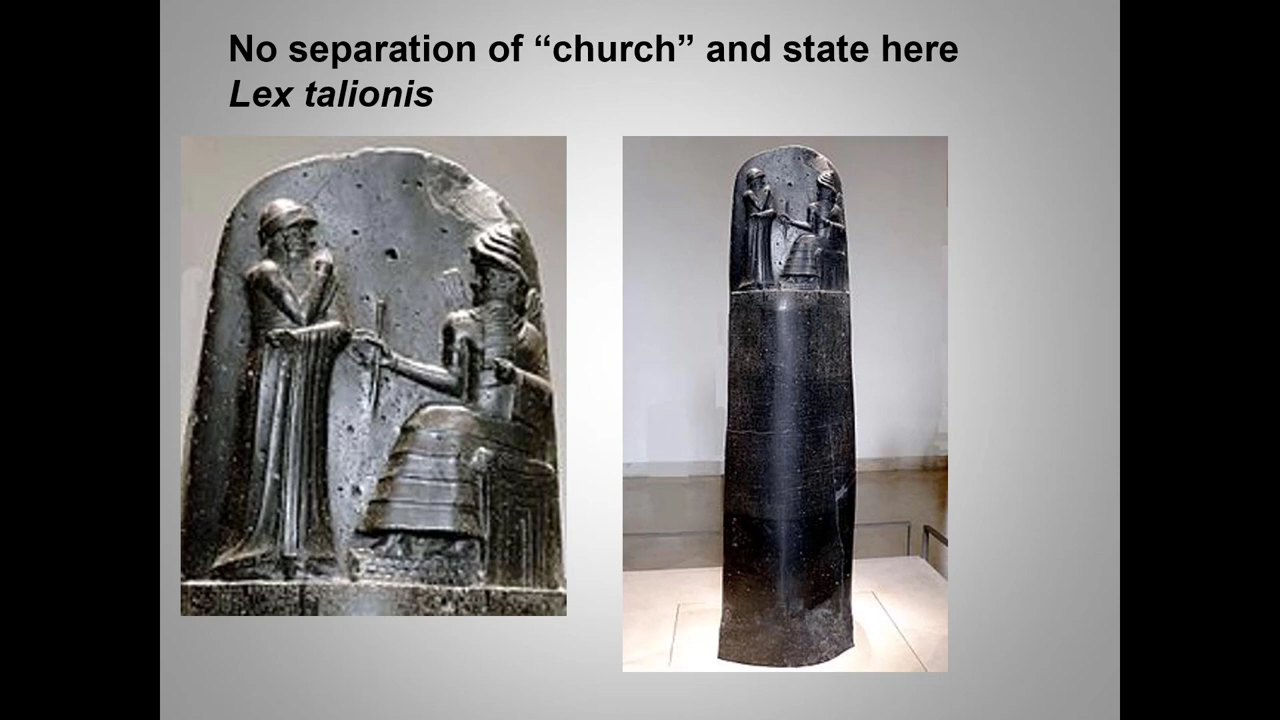 No separation of “church” and state here
Lex talionis